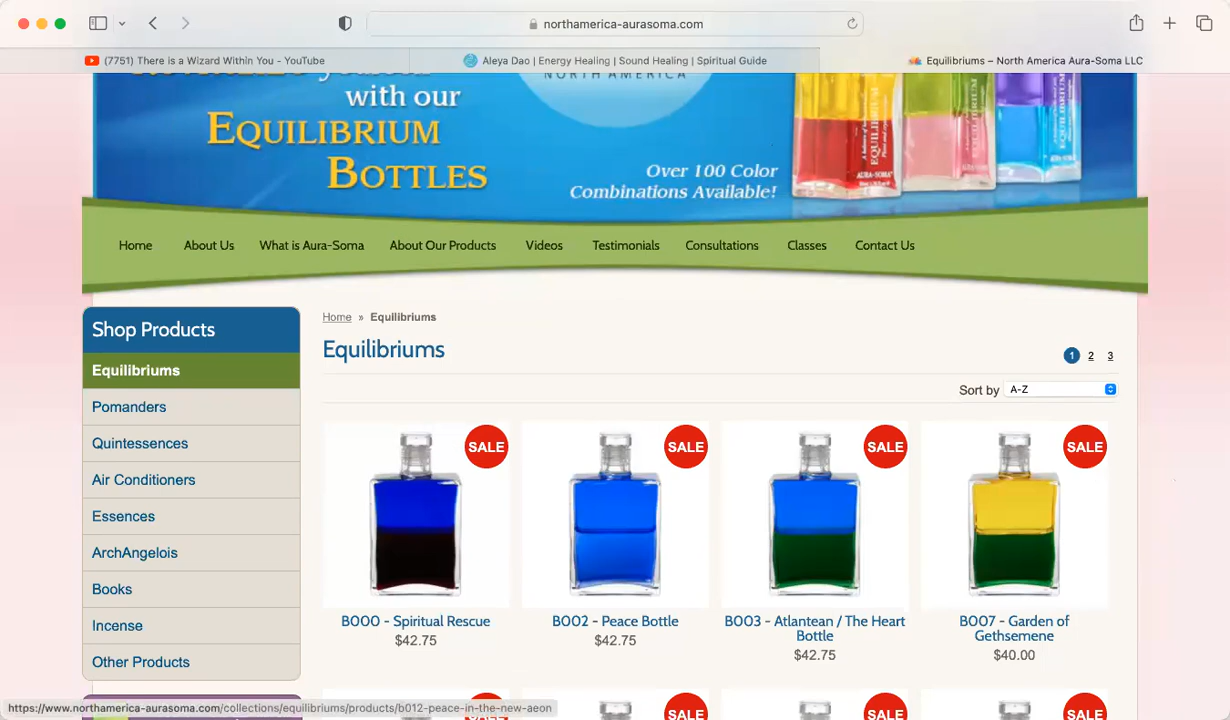 northamerica-aurasoma.com
(7751) There is a Wizard Within You - YouTube
Aleya Dao | Energy Healing | Sound Healing | Spiritual Guide
Equilibriums – North America Aura-Soma LLC
yourself
NORTH AMERICA
with our
EQUILIBRIUM
BOTTLES
Over 100 Color
Combinations Available!
EQUILIBRIUM
EQUILIBRIUM
EQUILIBRIUM
AURA-SOMA
Home
About Us
What is Aura-Soma
About Our Products
Videos
Testimonials
Consultations
Classes
Contact Us
Shop Products
Equilibriums
Pomanders
Quintessences
Air Conditioners
Essences
ArchAngelois
Books
Incense
Other Products
Home » Equilibriums
Equilibriums
1 2 3
Sort by A-Z
SALE
SALE
SALE
SALE
B000 - Spiritual Rescue
$42.75
B002 - Peace Bottle
$42.75
B003 - Atlantean / The Heart
Bottle
$42.75
B007 - Garden of
Gethsemene
$40.00
SALE
SALE
SALE
SALE
https://www.northamerica-aurasoma.com/collections/equilibriums/products/b012-peace-in-the-new-aeon